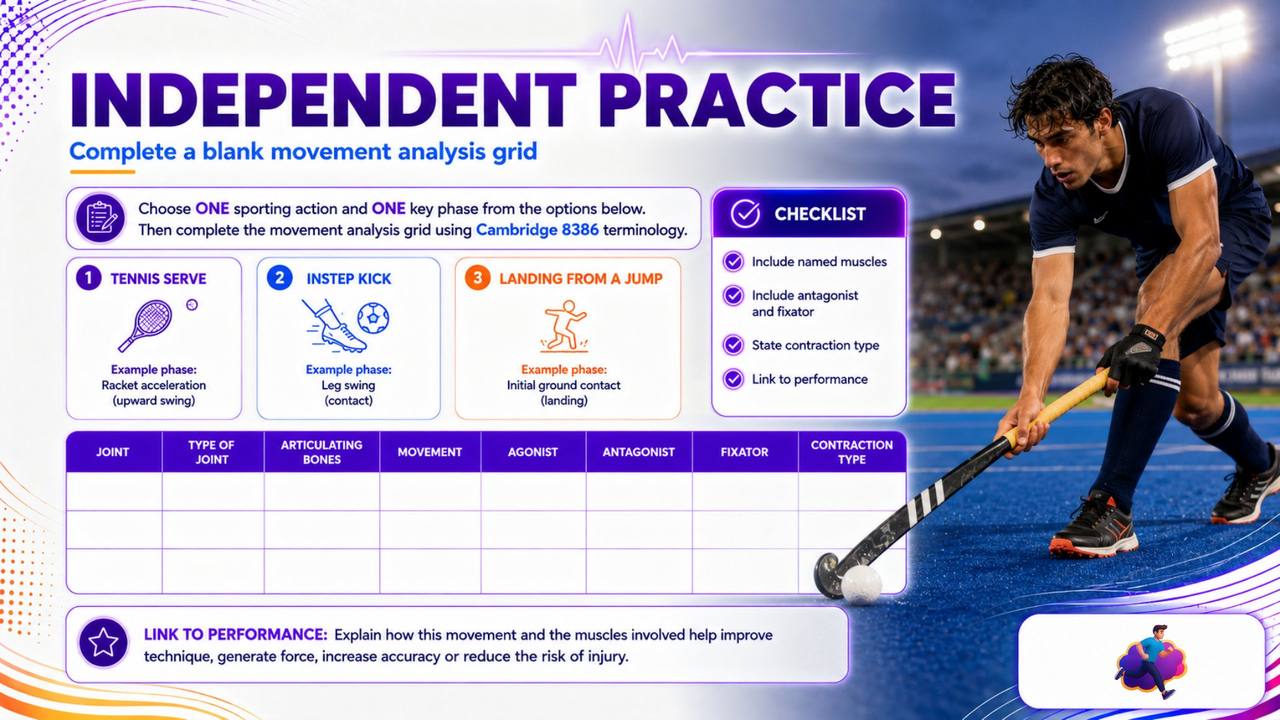 INDEPENDENT PRACTICE
Complete a blank movement analysis grid
Choose ONE sporting action and ONE key phase from the options below.
Then complete the movement analysis grid using Cambridge 8386 terminology.
1 TENNIS SERVE
Example phase:
Racket acceleration
(upward swing)
2 INSTEP KICK
Example phase:
Leg swing
(contact)
3 LANDING FROM A JUMP
Example phase:
Initial ground contact
(landing)
CHECKLIST
Include named muscles
Include antagonist
and fixator
State contraction type
Link to performance
JOINT
TYPE OF
JOINT
ARTICULATING
BONES
MOVEMENT
AGONIST
ANTAGONIST
FIXATOR
CONTRACTION
TYPE
LINK TO PERFORMANCE: Explain how this movement and the muscles involved help improve
technique, generate force, increase accuracy or reduce the risk of injury.